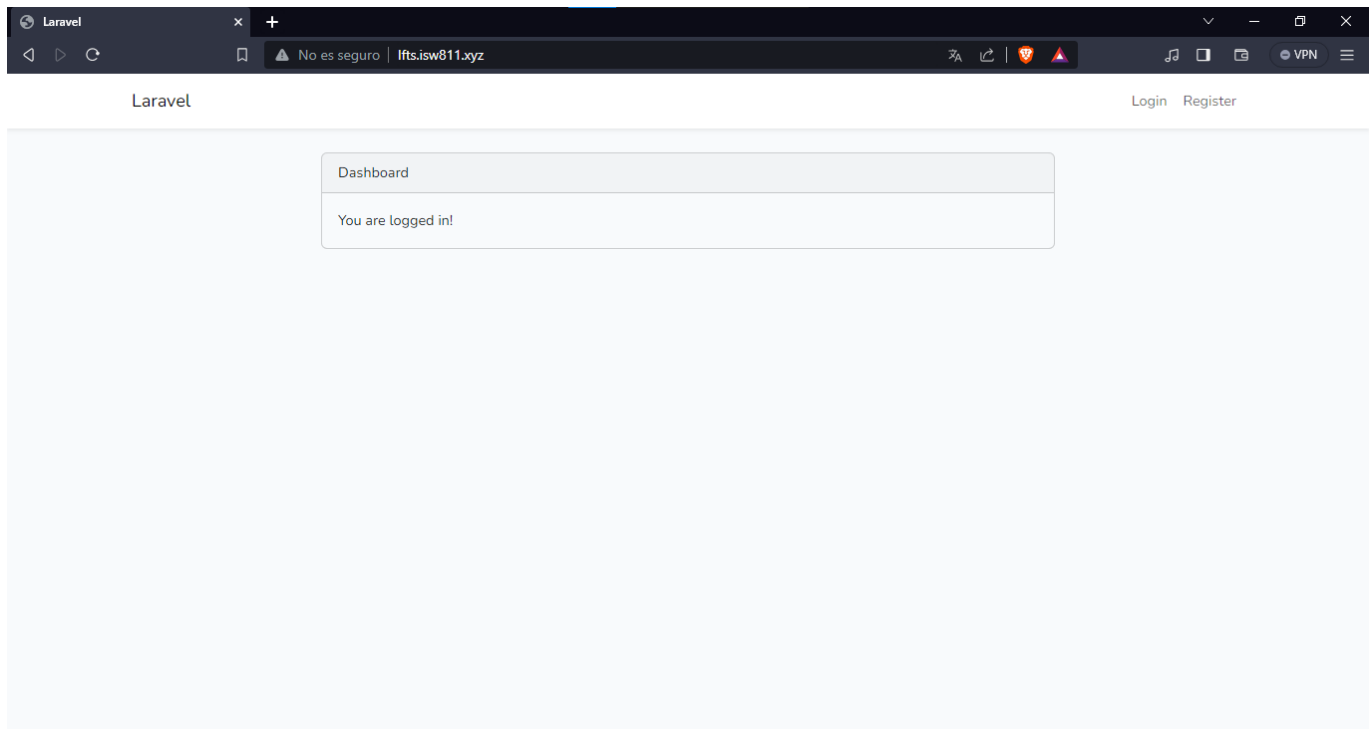 Laravel
No es seguro lfts.isw811.xyz
VPN
Laravel
Login Register
Dashboard
You are logged in!